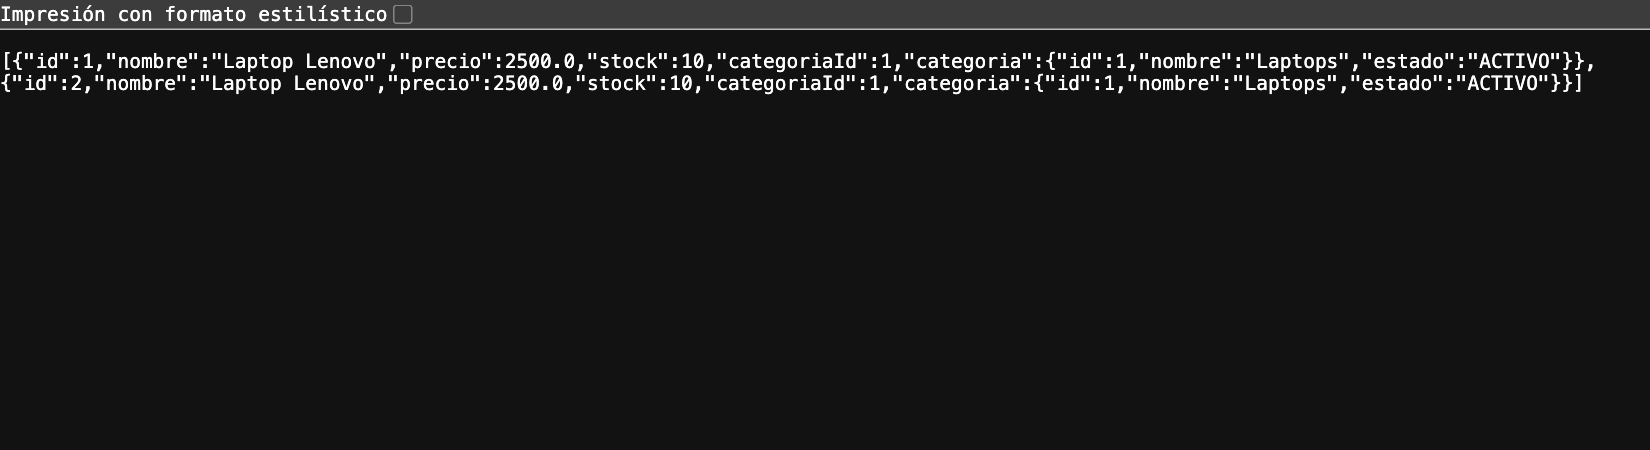 Impresión con formato estilístico
[{"id":1,"nombre":"Laptop Lenovo","precio":2500.0,"stock":10,"categoriaId":1,"categoria":{"id":1,"nombre":"Laptops","estado":"ACTIVO"}},
{"id":2,"nombre":"Laptop Lenovo","precio":2500.0,"stock":10,"categoriaId":1,"categoria":{"id":1,"nombre":"Laptops","estado":"ACTIVO"}}]